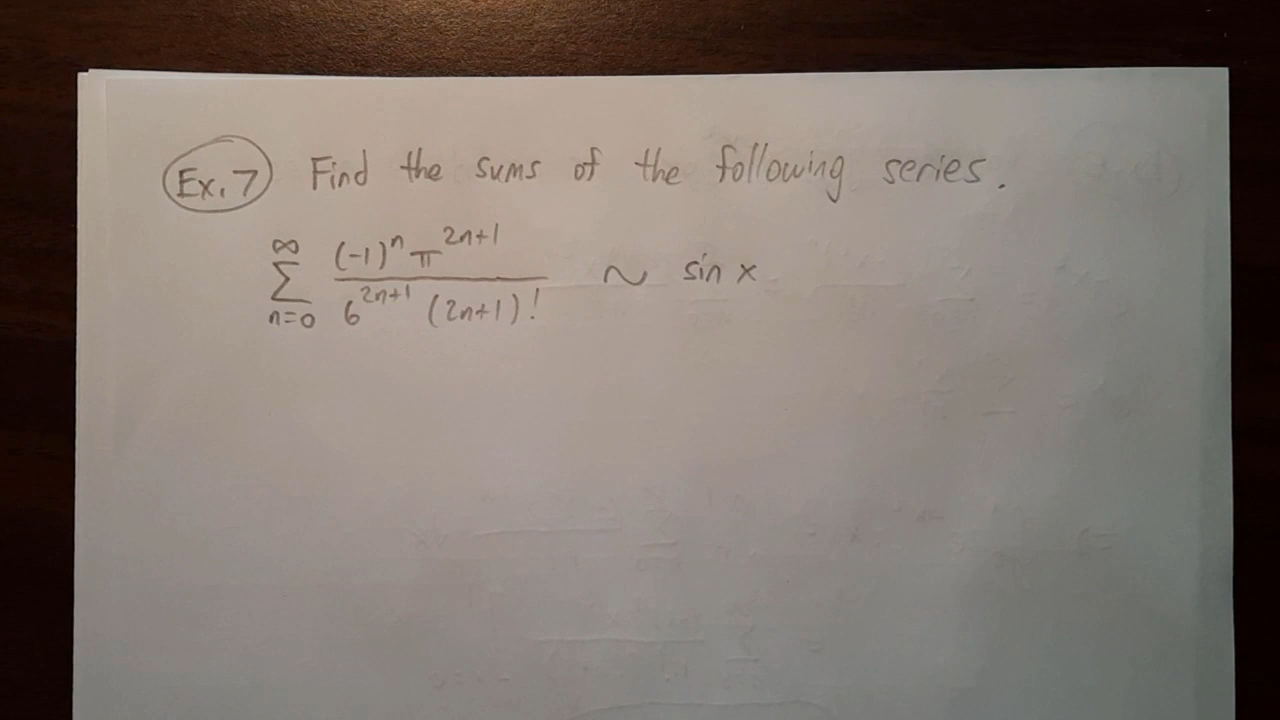 Ex. 7 Find the sums of the following series.
∑_{n=0}^{∞} \frac{(-1)^n π^{2n+1}}{6^{2n+1} (2n+1)!} ~ sin x